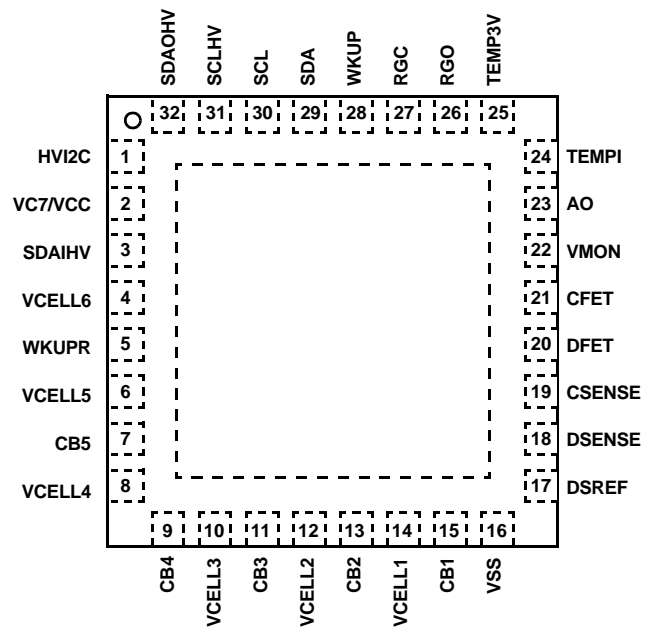 SDAOHV SCLHV SCL SDA WKUP RGC RGO TEMP3V
32 31 30 29 28 27 26 25
HVI2C 1
VC7/VCC 2
SDAIHV 3
VCELL6 4
WKUPR 5
VCELL5 6
CB5 7
VCELL4 8
24 TEMPI
23 AO
22 VMON
21 CFET
20 DFET
19 CSENSE
18 DSENSE
17 DSREF
9 10 11 12 13 14 15 16
CB4 VCELL3 CB3 VCELL2 CB2 VCELL1 CB1 VSS